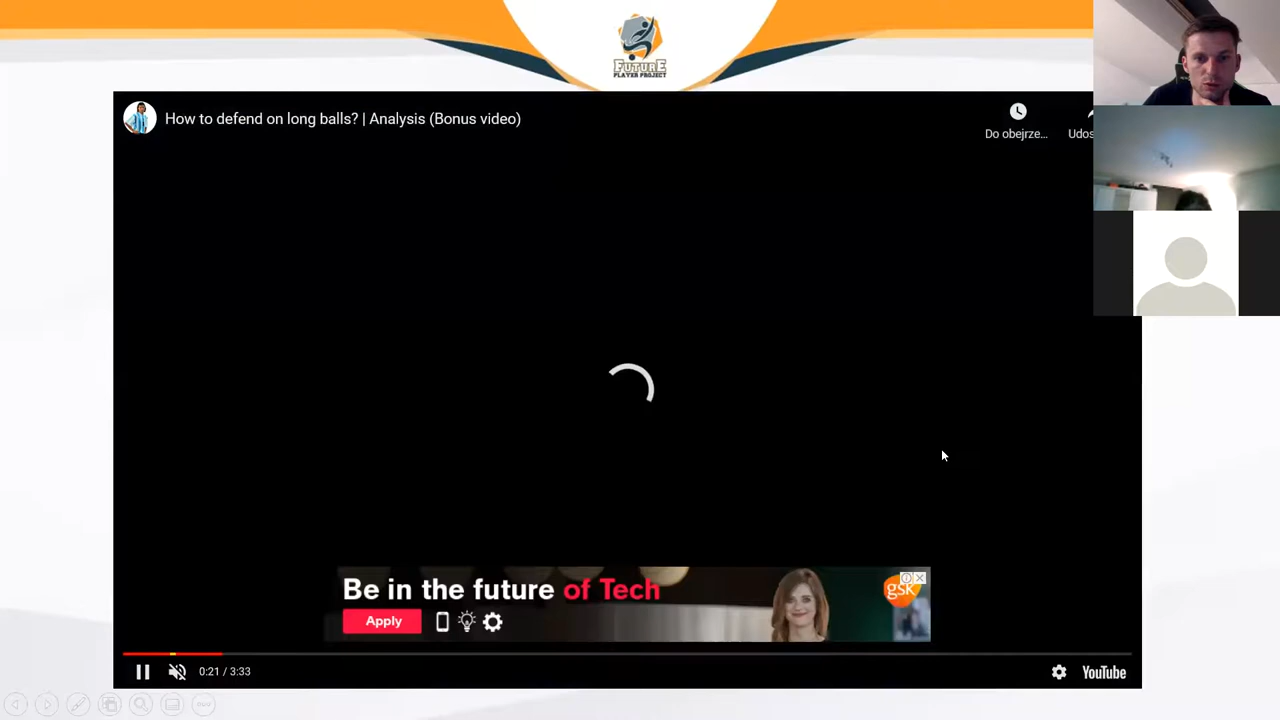 FUTURE
PLAYER PROJECT
How to defend on long balls? | Analysis (Bonus video)
Do obejrze...
Udos
Be in the future of Tech
Apply
gsk
0:21 / 3:33
YouTube